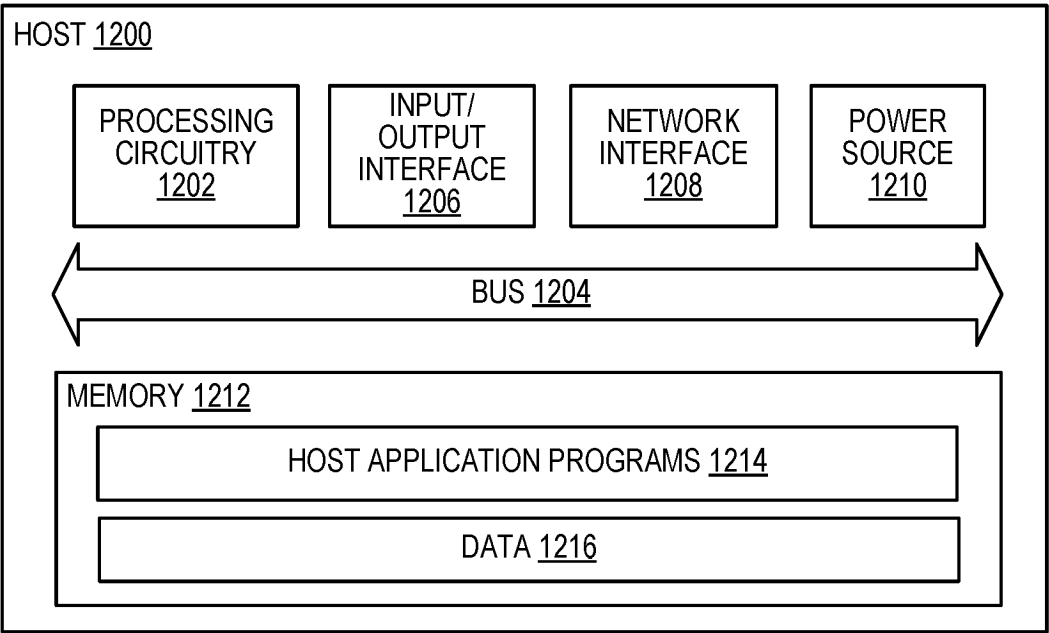 HOST 1200
PROCESSING
CIRCUITRY
1202
INPUT/
OUTPUT
INTERFACE
1206
NETWORK
INTERFACE
1208
POWER
SOURCE
1210
BUS 1204
MEMORY 1212
HOST APPLICATION PROGRAMS 1214
DATA 1216